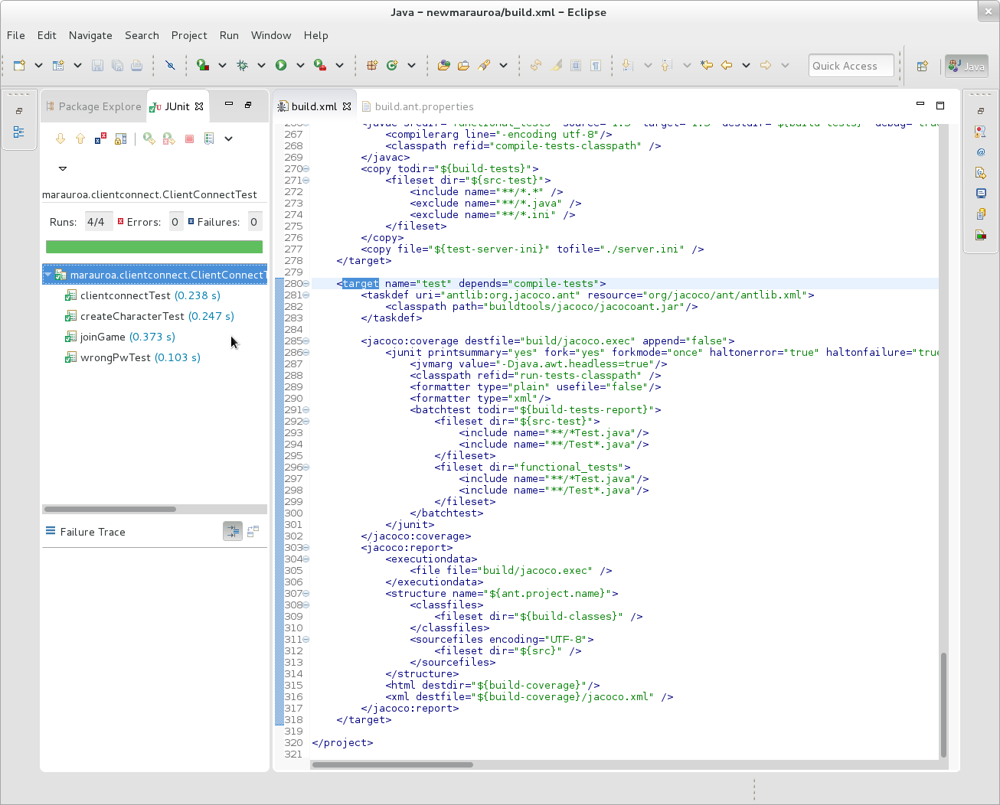 Java – newmarauroa/build.xml – Eclipse
File Edit Navigate Search Project Run Window Help
Quick Access
Java
Package Explore
JUnit
marauroa.clientconnect.ClientConnectTest
Runs: 4/4 Errors: 0 Failures: 0
marauroa.clientconnect.ClientConnectT
clientconnectTest (0.238 s)
createCharacterTest (0.247 s)
joinGame (0.373 s)
wrongPwTest (0.103 s)
Failure Trace
build.xml
build.ant.properties
267 <compilerarg line="-encoding utf-8"/>
268 <classpath refid="compile-tests-classpath" />
269 </javac>
270 <copy todir="${build-tests}">
271 <fileset dir="${src-test}">
272 <include name="**/*.*" />
273 <exclude name="**/*.java" />
274 <exclude name="**/*.ini" />
275 </fileset>
276 </copy>
277 <copy file="${test-server-ini}" tofile="./server.ini" />
278 </target>
279
280 <target name="test" depends="compile-tests">
281 <taskdef uri="antlib:org.jacoco.ant" resource="org/jacoco/ant/antlib.xml">
282 <classpath path="buildtools/jacoco/jacocoant.jar"/>
283 </taskdef>
284
285 <jacoco:coverage destfile="build/jacoco.exec" append="false">
286 <junit printsummary="yes" fork="yes" forkmode="once" haltonerror="true" haltonfailure="true
287 <jvmarg value="-Djava.awt.headless=true"/>
288 <classpath refid="run-tests-classpath" />
289 <formatter type="plain" usefile="false"/>
290 <formatter type="xml"/>
291 <batchtest todir="${build-tests-report}">
292 <fileset dir="${src-test}">
293 <include name="**/*Test.java"/>
294 <include name="**/Test*.java"/>
295 </fileset>
296 <fileset dir="functional_tests">
297 <include name="**/*Test.java"/>
298 <include name="**/Test*.java"/>
299 </fileset>
300 </batchtest>
301 </junit>
302 </jacoco:coverage>
303 <jacoco:report>
304 <executiondata>
305 <file file="build/jacoco.exec" />
306 </executiondata>
307 <structure name="${ant.project.name}">
308 <classfiles>
309 <fileset dir="${build-classes}" />
310 </classfiles>
311 <sourcefiles encoding="UTF-8">
312 <fileset dir="${src}" />
313 </sourcefiles>
314 </structure>
315 <html destdir="${build-coverage}"/>
316 <xml destfile="${build-coverage}/jacoco.xml" />
317 </jacoco:report>
318 </target>
319
320 </project>
321